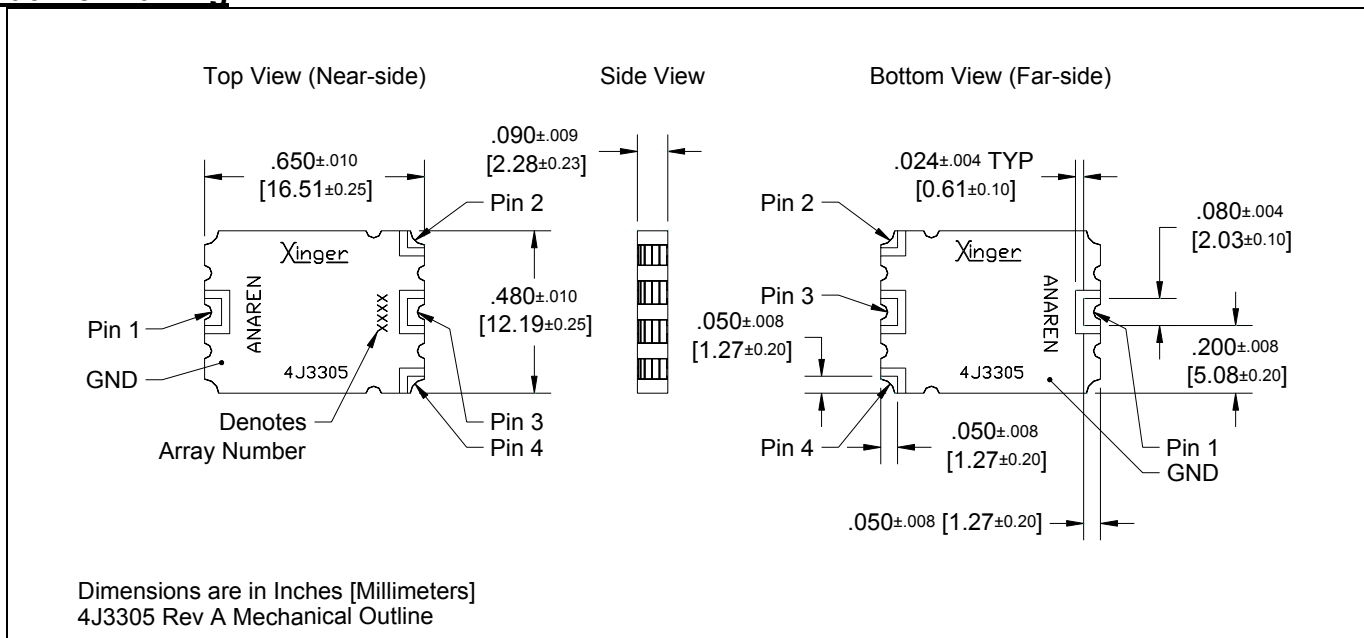 Top View (Near-side)
Side View
Bottom View (Far-side)
.650±.010
[16.51±0.25]
.090±.009
[2.28±0.23]
Pin 2
Xinger
ANAREN
XXXX
4J3305
Pin 1
GND
Denotes
Array Number
.480±.010
[12.19±0.25]
Pin 3
Pin 4
.024±.004 TYP
[0.61±0.10]
Pin 2
.080±.004
[2.03±0.10]
Xinger
ANAREN
4J3305
Pin 3
.050±.008
[1.27±0.20]
.200±.008
[5.08±0.20]
Pin 4
.050±.008
[1.27±0.20]
Pin 1
GND
.050±.008 [1.27±0.20]
Dimensions are in Inches [Millimeters]
4J3305 Rev A Mechanical Outline